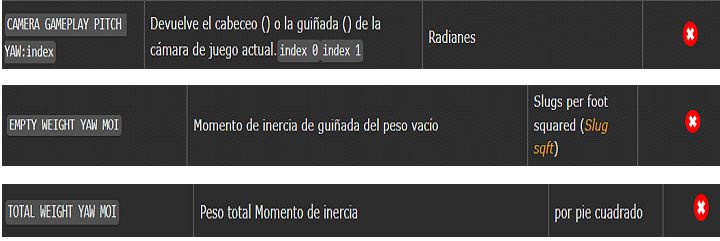 CAMERA GAMEPLAY PITCH
YAW:index
Devuelve el cabeceo () o la guiñada () de la
cámara de juego actual. index 0 index 1
Radianes
EMPTY WEIGHT YAW MOI
Momento de inercia de guiñada del peso vacío
Slugs per foot
squared (Slug
sqft)
TOTAL WEIGHT YAW MOI
Peso total Momento de inercia
por pie cuadrado